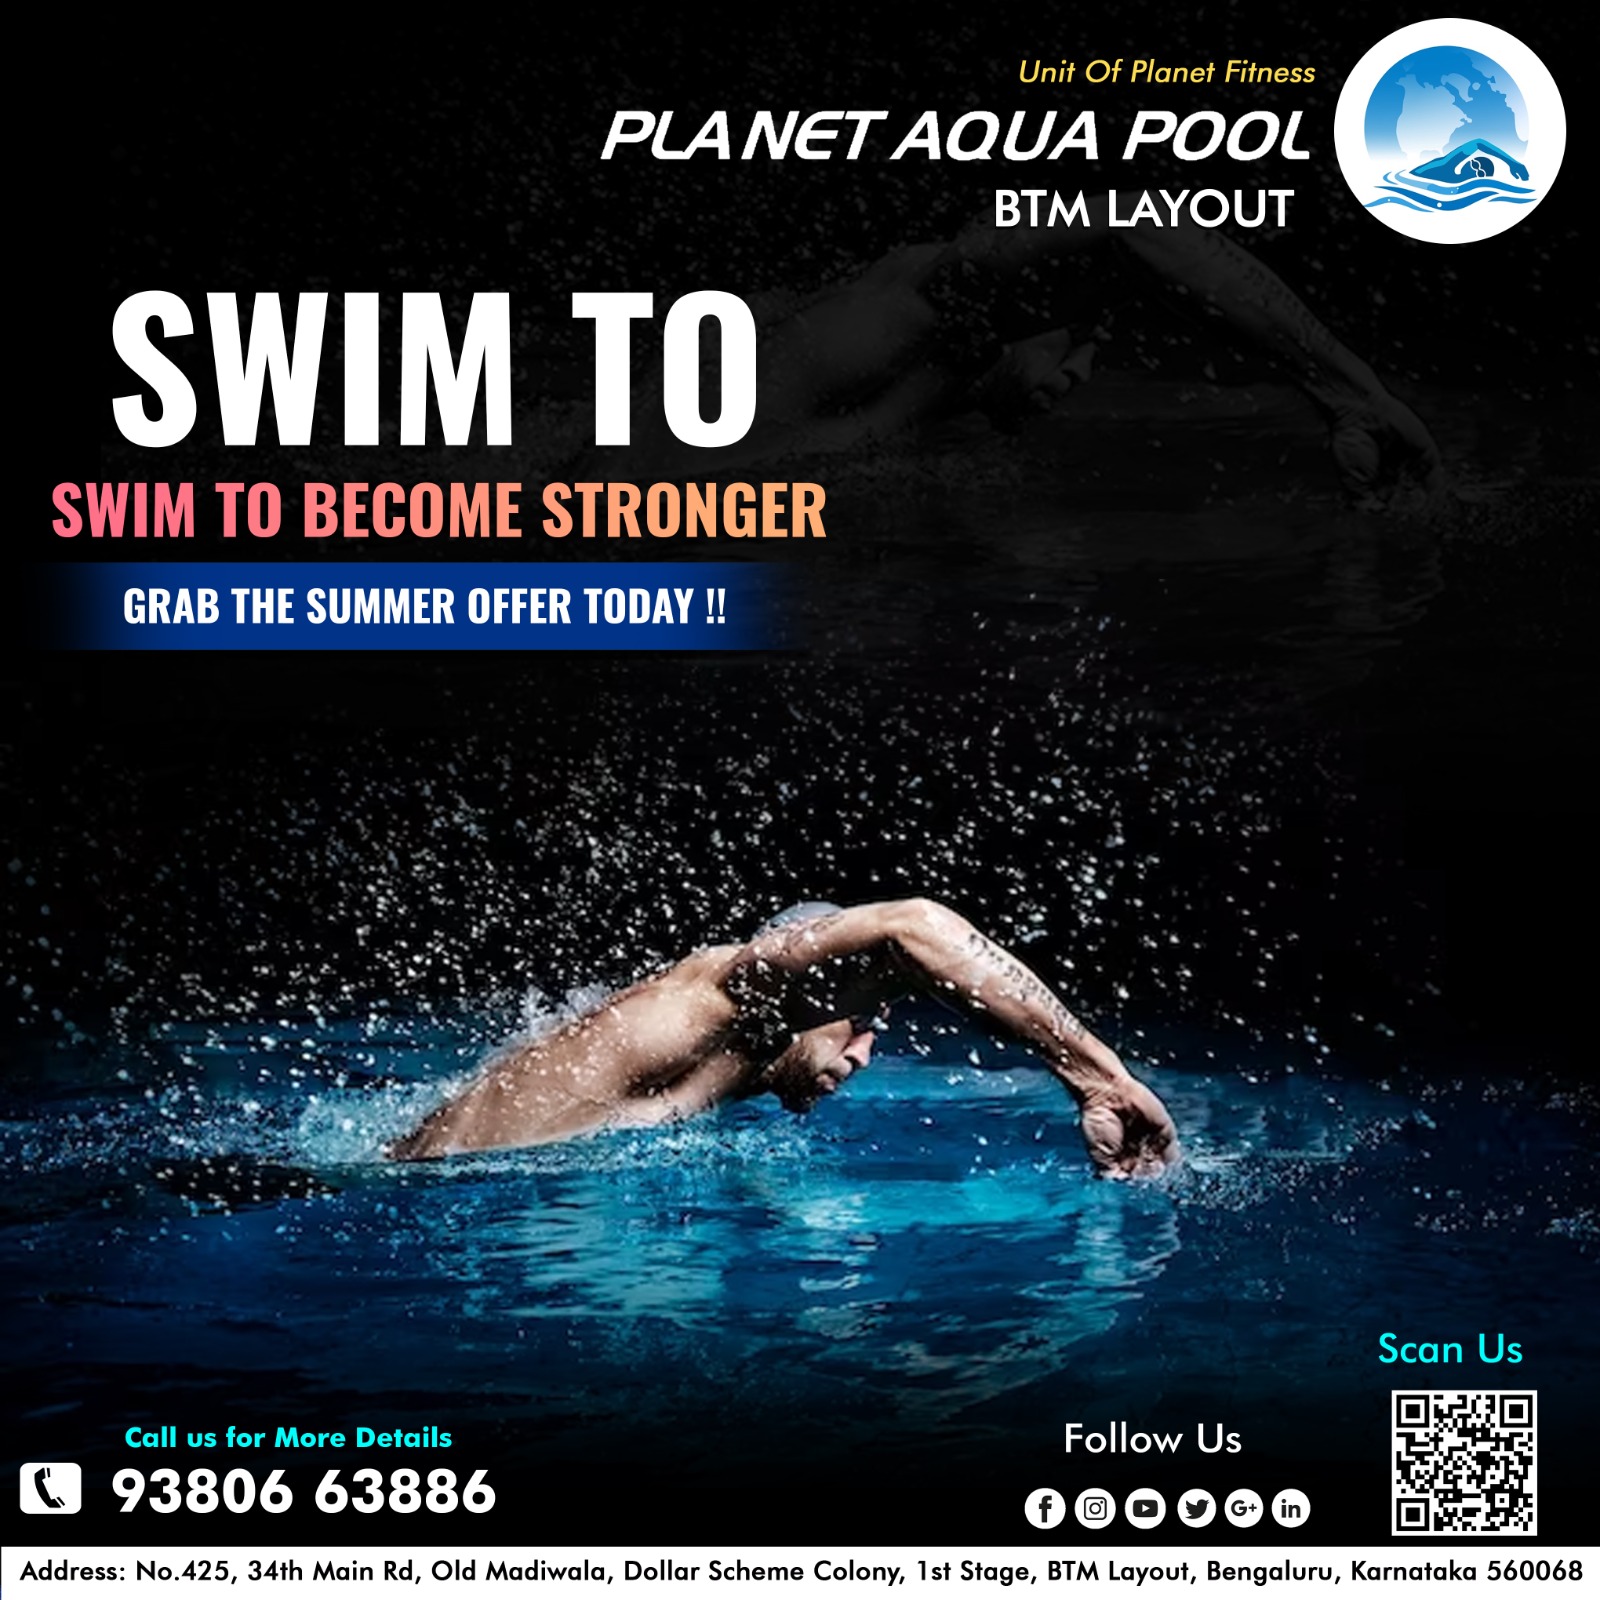 Unit Of Planet Fitness
PLANET AQUA POOL
BTM LAYOUT
SWIM TO
SWIM TO BECOME STRONGER
GRAB THE SUMMER OFFER TODAY !!
Scan Us
Call us for More Details
93806 63886
Follow Us
f G+ in
Address: No.425, 34th Main Rd, Old Madiwala, Dollar Scheme Colony, 1st Stage, BTM Layout, Bengaluru, Karnataka 560068